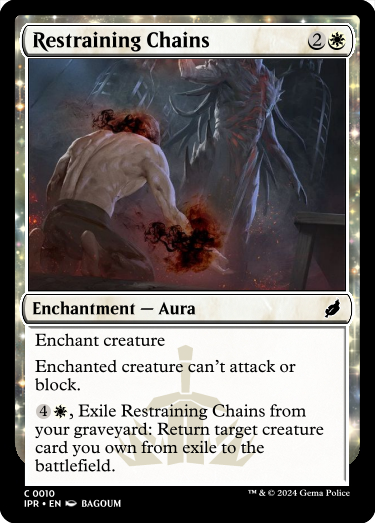 Restraining Chains 2
Enchantment — Aura
Enchant creature
Enchanted creature can't attack or
block.
4, Exile Restraining Chains from
your graveyard: Return target creature
card you own from exile to the
battlefield.
C 0010
IPR • EN BAGOUM
™ & © 2024 Gema Police